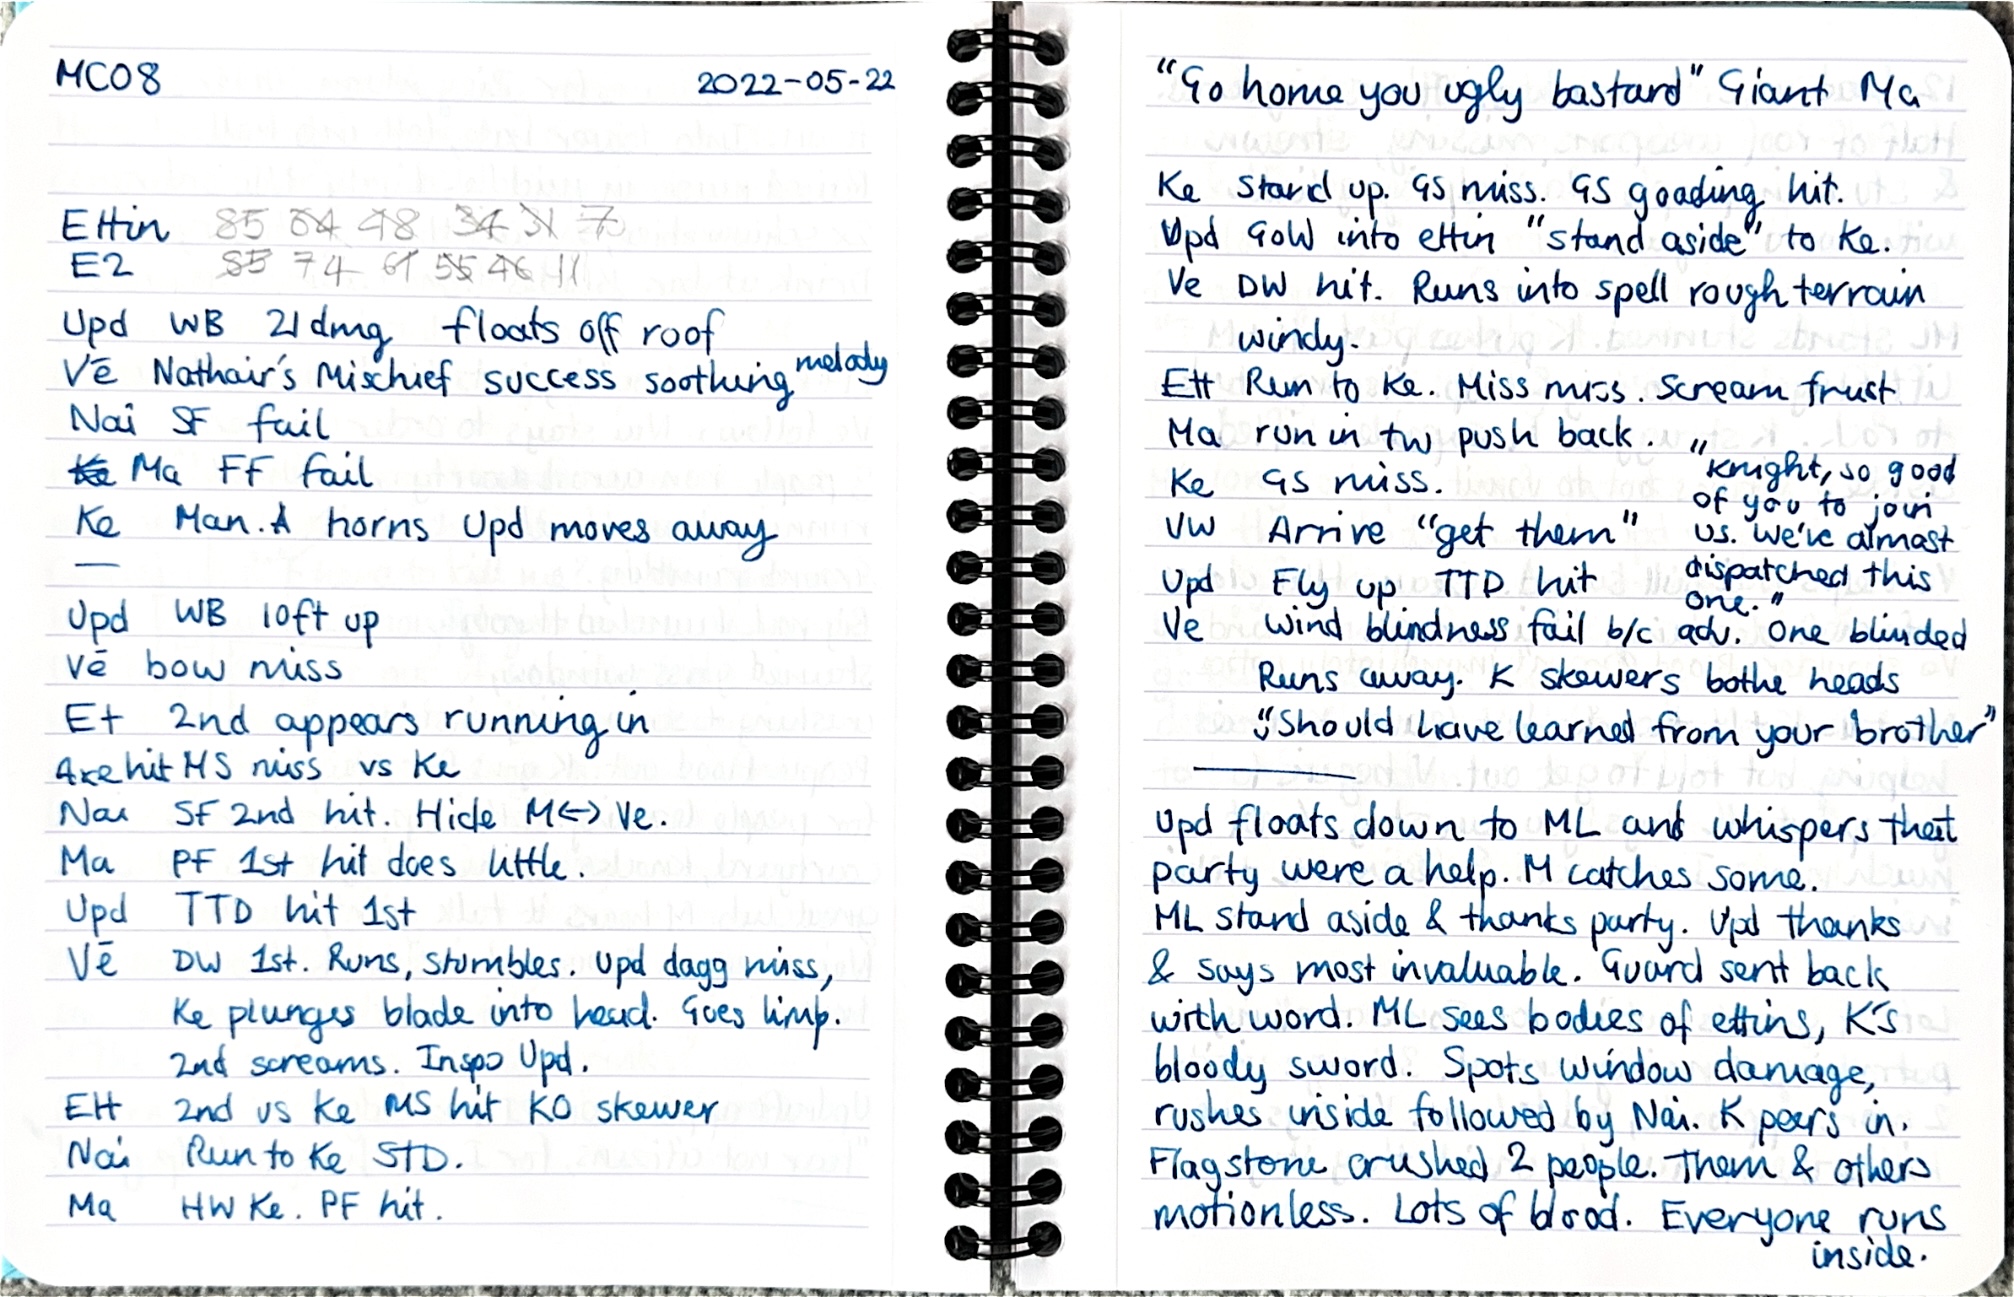 MC08 2022-05-22
Ettin 85 64 48 34 31 7
E2 85 74 61 55 46 11
Upd WB 21 dmg floats off roof
Vē Nathair's Mischief success soothing melody
Nai SF fail
Ke Ma FF fail
Ke Man. A horns Upd moves away
—
Upd WB 10ft up
Vē bow miss
Et 2nd appears running in
Axe hit MS miss vs Ke
Nai SF 2nd hit. Hide M↔Ve.
Ma PF 1st hit does little.
Upd TTD hit 1st
Vē DW 1st. Runs, stumbles. Upd dagg miss,
Ke plunges blade into head. Goes limp.
2nd screams. Inspo Upd.
Ett 2nd vs Ke MS hit KO skewer
Nai Run to Ke STD.
Ma HW Ke. PF hit.
"Go home you ugly bastard" Giant Ma
Ke stand up. GS miss. GS goading hit.
Upd GoW into ettin "stand aside" to Ke.
Ve DW hit. Runs into spell rough terrain
windy.
Ett Run to Ke. Miss miss. Scream frust
Ma run in tw push back.
Ke GS miss.
VW Arrive "get them"
"Knight, so good
of you to join
us. We've almost
dispatched this
one."
Upd Fly up TTD hit
Ve wind blindness fail b/c adv. One blinded
Runs away. K skewers bothe heads
"Should have learned from your brother"
—
Upd floats down to ML and whispers that
party were a help. M catches some.
ML stand aside & thanks party. Upd thanks
& says most invaluable. Guard sent back
with word. ML sees bodies of ettins, K's
bloody sword. Spots window damage,
rushes inside followed by Nai. K peers in.
Flagstone crushed 2 people. Them & others
motionless. Lots of blood. Everyone runs
inside.